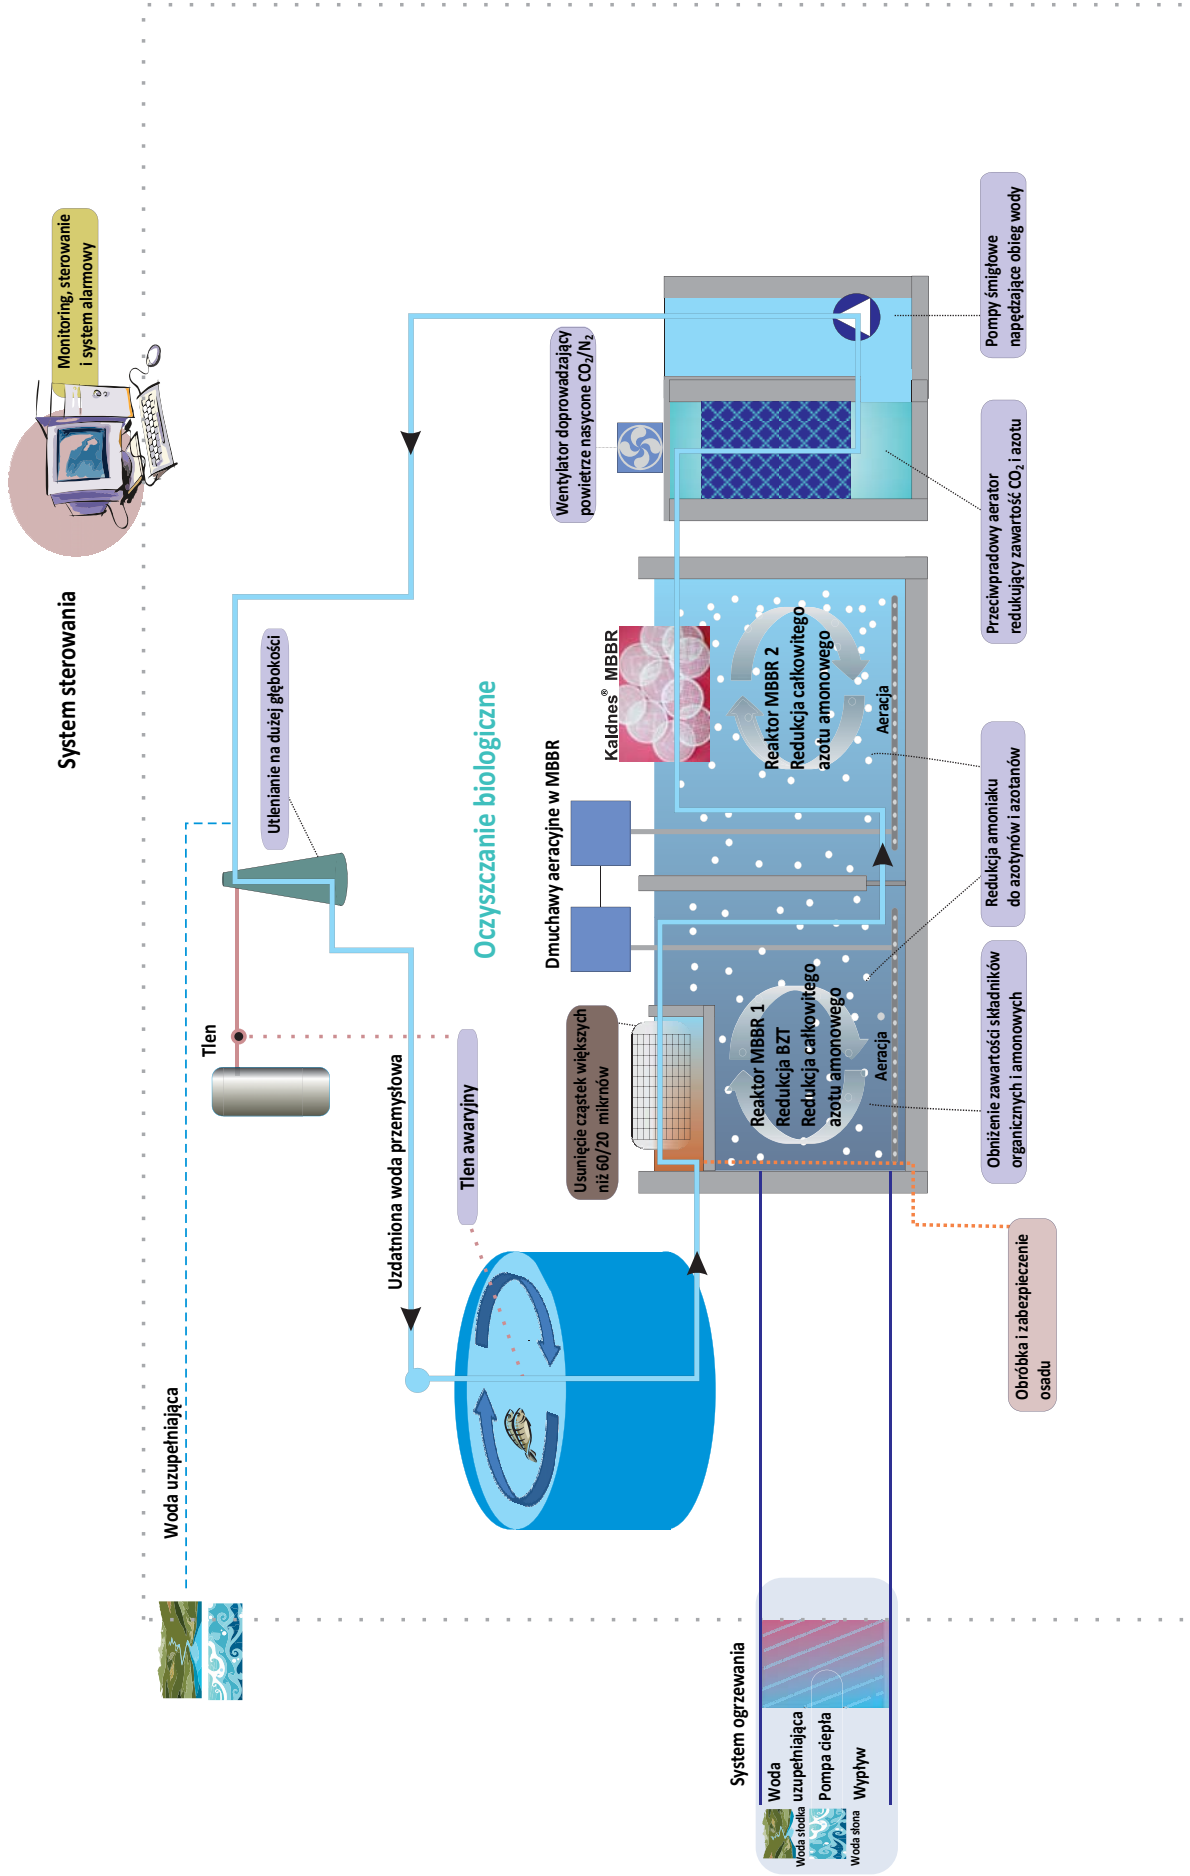 System sterowania
Monitoring, sterowanie
i system alarmowy
Woda uzupełniająca
Tlen
Utlenianie na dużej głębokości
Uzdatniona woda przemysłowa
Tlen awaryjny
Oczyszczanie biologiczne
Wentylator doprowadzający
powietrze nasycone CO₂/N₂
Dmuchawy aeracyjne w MBBR
Usunięcie cząstek większych
niż 60/20 mikrnów
Kaldnes® MBBR
Reaktor MBBR 1
Redukcja BZT
Redukcja całkowitego
azotu amonowego
Aeracja
Reaktor MBBR 2
Redukcja całkowitego
azotu amonowego
Aeracja
System ogrzewania
Woda
uzupełniająca
Pompa ciepła
Wypływ
Woda słodka
Woda słona
Obróbka i zabezpieczenie
osadu
Obniżenie zawartości składników
organicznych i amonowych
Redukcja amoniaku
do azotynów i azotanów
Przeciwpradowy aerator
redukujący zawartość CO₂ i azotu
Pompy śmigłowe
napędzające obieg wody